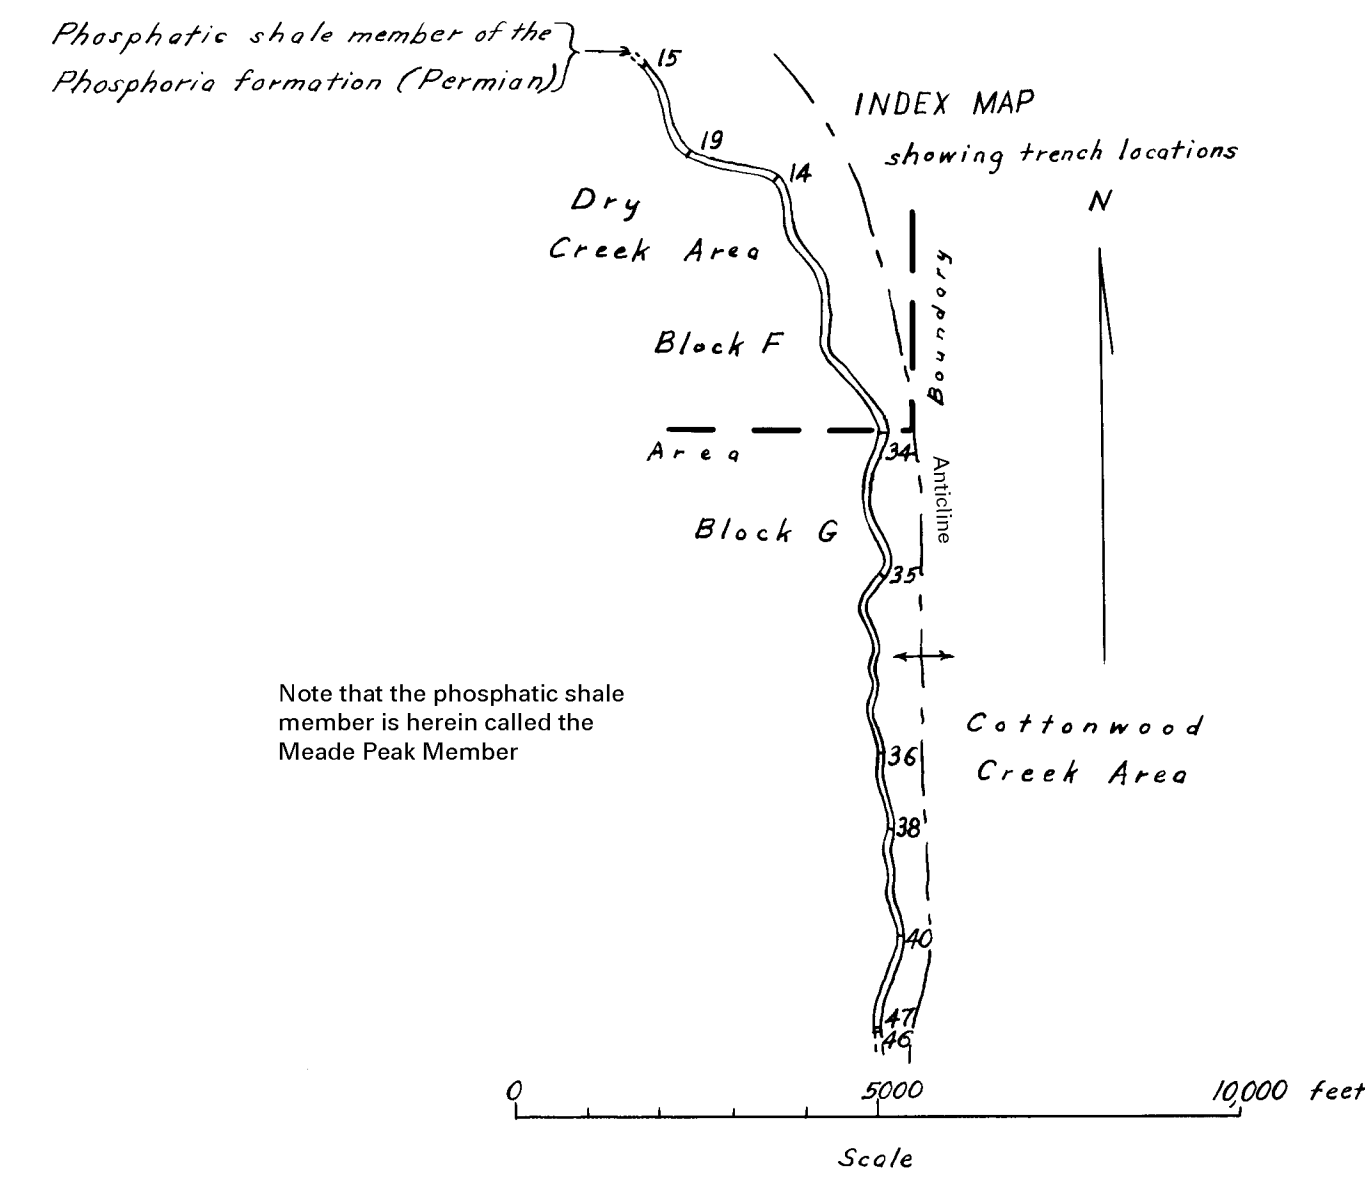 Phosphatic shale member of the
Phosphoria formation (Permian)
15
INDEX MAP
showing trench locations
19
14
N
Dry
Creek Area
Boundary
Block F
Area
34
Anticline
Block G
35
Note that the phosphatic shale
member is herein called the
Meade Peak Member
Cottonwood
Creek Area
36
38
40
47
46
0 5000 10,000 feet
Scale